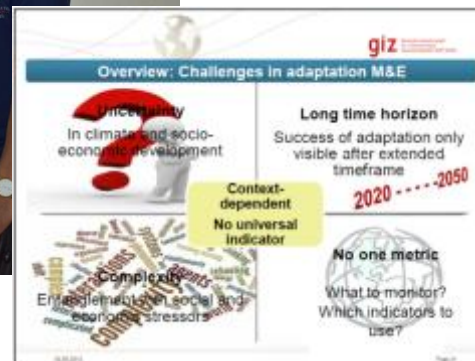 giz
Overview: Challenges in adaptation M&E
Uncertainty
In climate and socio-
economic development
Long time horizon
Success of adaptation only
visible after extended
timeframe
2020 - - - - - 2050
Context-
dependent
No universal
indicator
Complexity
Entanglement with social and
economic stressors
No one metric
What to monitor?
Which indicators to
use?